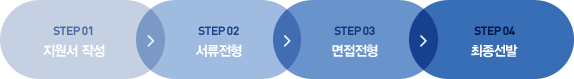 STEP 01
지원서 작성
STEP 02
서류전형
STEP 03
면접전형
STEP 04
최종선발